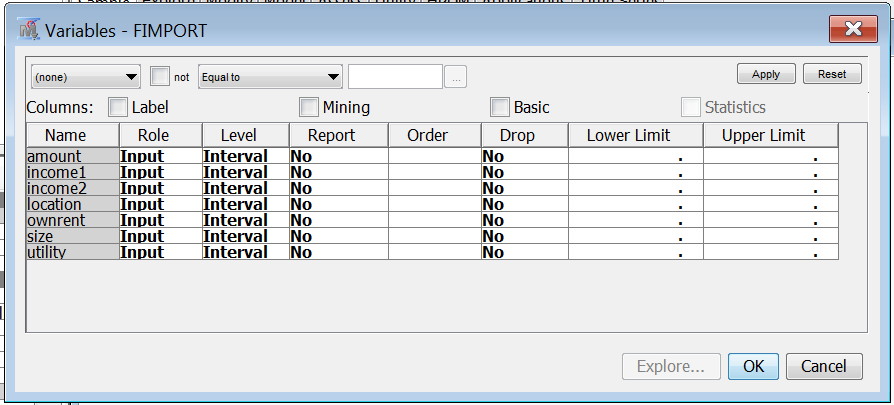 Variables - FIMPORT
(none) not Equal to ... Apply Reset
Columns: Label Mining Basic Statistics
Name Role Level Report Order Drop Lower Limit Upper Limit
amount Input Interval No No . .
income1 Input Interval No No . .
income2 Input Interval No No . .
location Input Interval No No . .
ownrent Input Interval No No . .
size Input Interval No No . .
utility Input Interval No No . .
Explore... OK Cancel